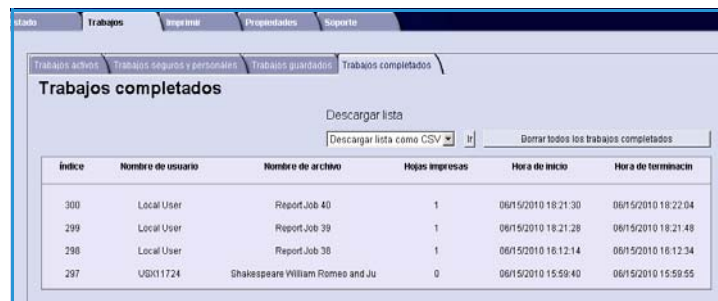 stado Trabajos Imprimir Propiedades Soporte
Trabajos activos Trabajos seguros y personales Trabajos guardados Trabajos completados
Trabajos completados
Descargar lista
Descargar lista como CSV Ir Borrar todos los trabajos completados
índice Nombre de usuario Nombre de archivo Hojas impresas Hora de inicio Hora de terminacin
300 Local User Report Job 40 1 06/15/2010 18:21:30 06/15/2010 18:22:04
299 Local User Report Job 39 1 06/15/2010 18:21:28 06/15/2010 18:21:48
298 Local User Report Job 38 1 06/15/2010 16:12:14 06/15/2010 16:12:34
297 USX11724 Shakespeare William Romeo and Ju 0 06/15/2010 15:59:40 06/15/2010 15:59:55